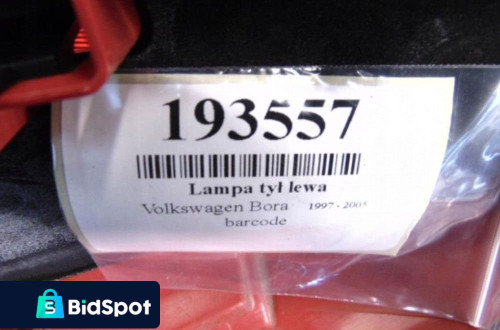 193557
Lampa tył lewa
Volkswagen Bora 1997 - 2005
barcode
BidSpot